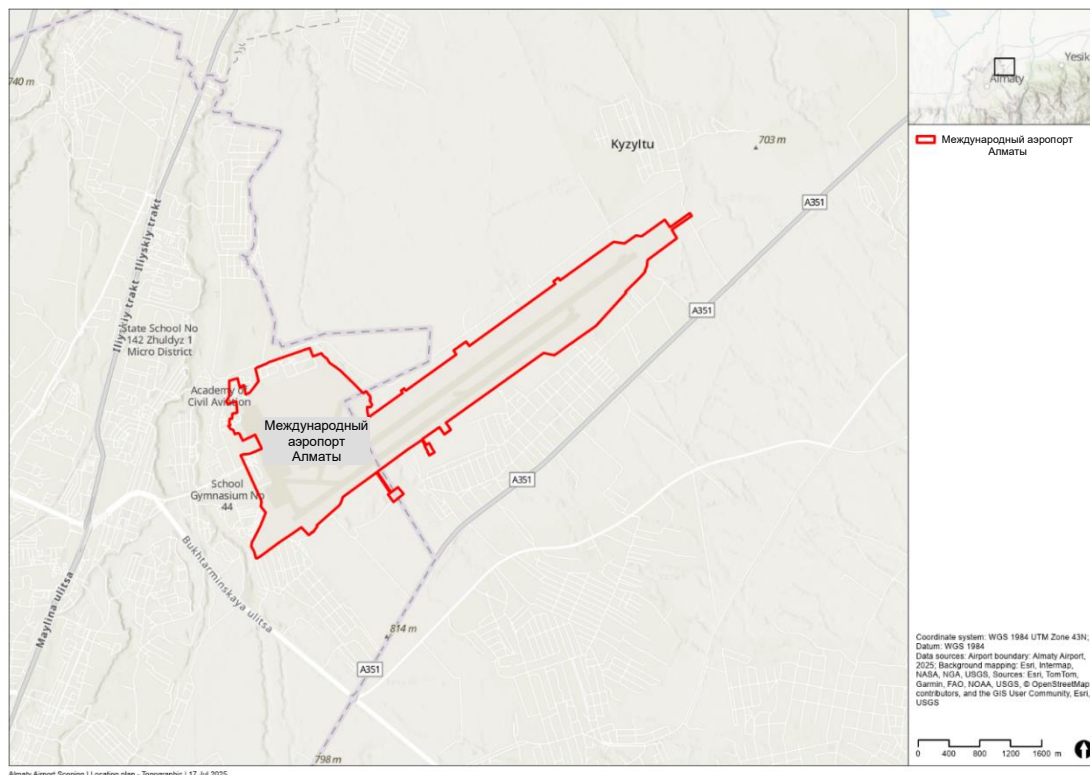 740 m
Kyzyltu
703 m
A351
Iliyskiy trakt
Iliyskiy trakt
A351
State School No
142 Zhuldyz 1
Micro District
Academy of
Civil Aviation
Международный
аэропорт
Алматы
A351
School
Gymnasium No
44
Bukhtarminskaya ulitsa
Maylina ulitsa
814 m
A351
798 m
Yesik
Almaty
Международный аэропорт
Алматы
Coordinate system: WGS 1984 UTM Zone 43N;
Datum: WGS 1984
Data sources: Airport boundary: Almaty Airport,
2025; Background mapping: Esri, Intermap,
NASA, NGA, USGS, Sources: Esri, TomTom,
Garmin, FAO, NOAA, USGS, © OpenStreetMap
contributors, and the GIS User Community, Esri,
USGS
0 400 800 1200 1600 m
Almaty Airport Scoping | Location plan - Topographic | 17 Jul 2025